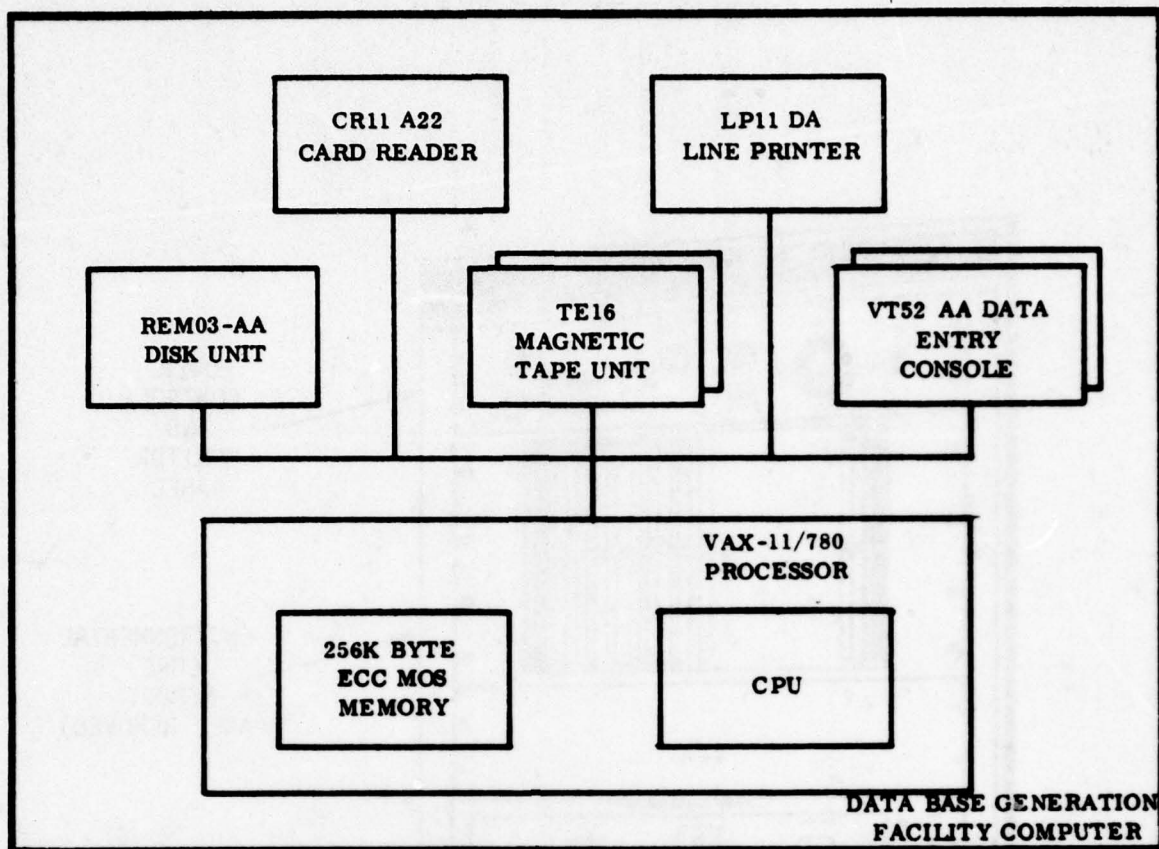 CR11 A22
CARD READER
LP11 DA
LINE PRINTER
REM03-AA
DISK UNIT
TE16
MAGNETIC
TAPE UNIT
VT52 AA DATA
ENTRY
CONSOLE
VAX-11/780
PROCESSOR
256K BYTE
ECC MOS
MEMORY
CPU
DATA BASE GENERATION
FACILITY COMPUTER